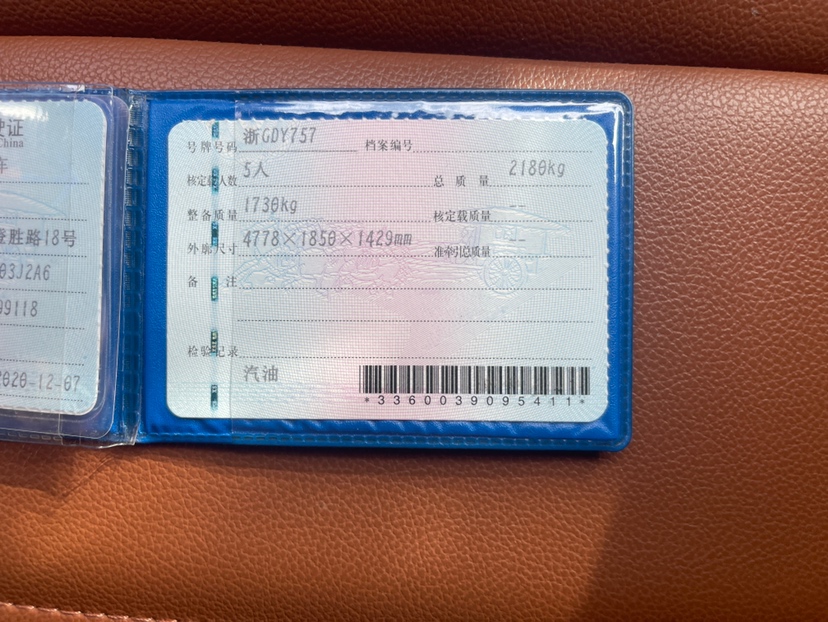 驶证
China
车
登胜路18号
03J2A6
99118
2020-12-07
号牌号码 浙GDY757 档案编号
核定载人数 5人 总质量 2180kg
整备质量 1730kg 核定载质量 --
外廓尺寸 4778×1850×1429mm 准牵引总质量 --
备注
检验记录
汽油
*3360039095411*